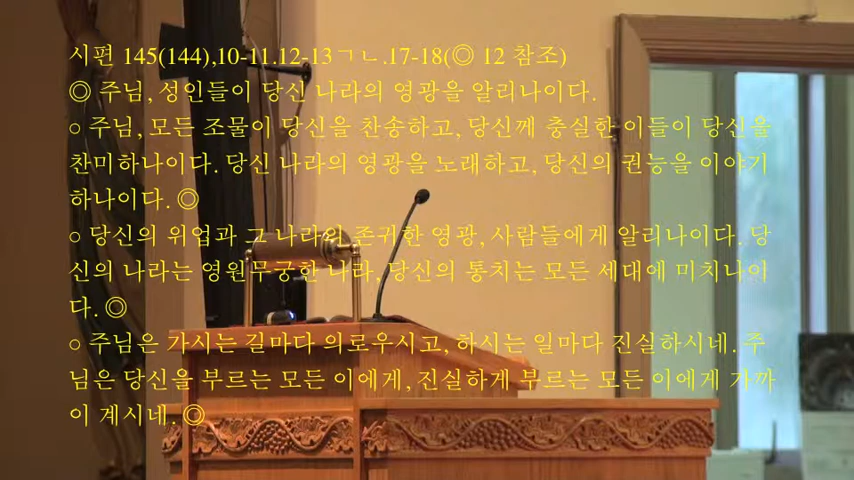 시편 145(144),10-11.12-13ㄱㄴ.17-18(◎ 12 참조)
◎ 주님, 성인들이 당신 나라의 영광을 알리나이다.
○ 주님, 모든 조물이 당신을 찬송하고, 당신께 충실한 이들이 당신을
찬미하나이다. 당신 나라의 영광을 노래하고, 당신의 권능을 이야기
하나이다. ◎
○ 당신의 위업과 그 나라의 존귀한 영광, 사람들에게 알리나이다. 당
신의 나라는 영원무궁한 나라, 당신의 통치는 모든 세대에 미치나이
다. ◎
○ 주님은 가시는 길마다 의로우시고, 하시는 일마다 진실하시네. 주
님은 당신을 부르는 모든 이에게, 진실하게 부르는 모든 이에게 가까
이 계시네. ◎